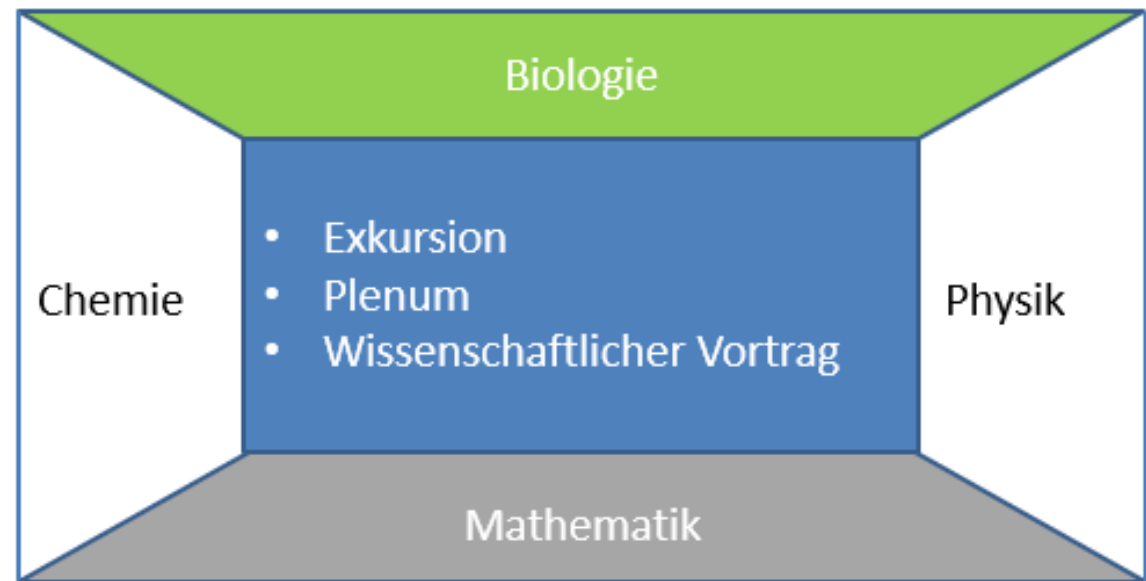 Biologie
• Exkursion
• Plenum
• Wissenschaftlicher Vortrag
Chemie
Physik
Mathematik